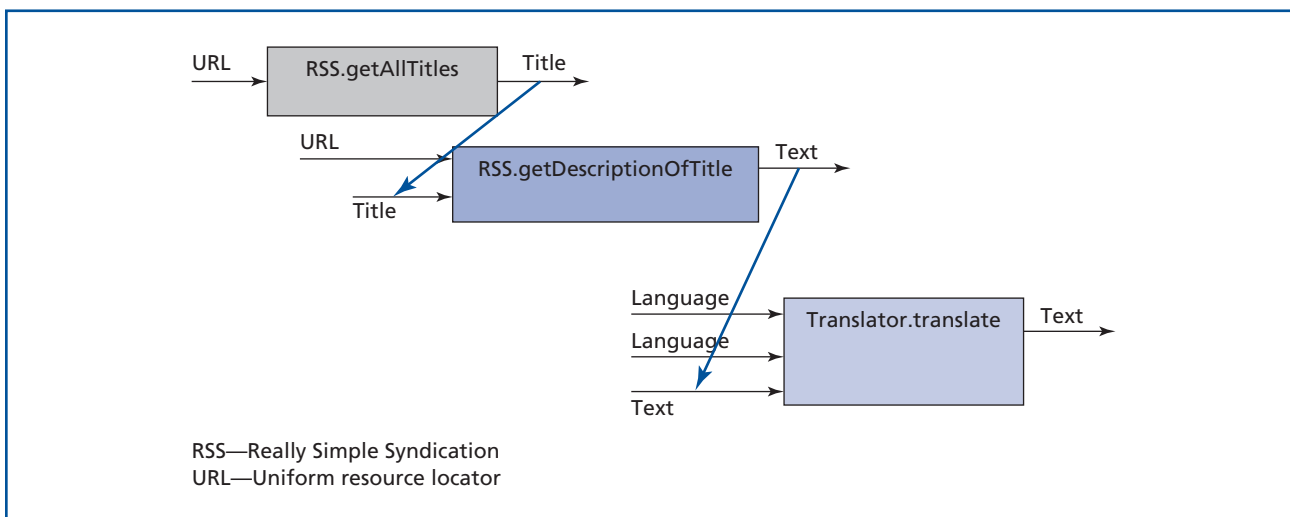 URL
RSS.getAllTitles
Title
URL
RSS.getDescriptionOfTitle
Text
Title
Language
Translator.translate
Text
Language
Text
RSS—Really Simple Syndication
URL—Uniform resource locator